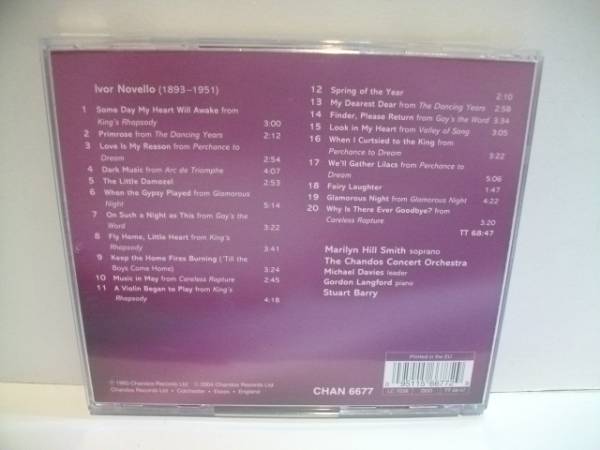 Ivor Novello (1893–1951)
1 Some Day My Heart Will Awake from
King's Rhapsody 3:00
2 Primrose from The Dancing Years 2:12
3 Love Is My Reason from Perchance to
Dream 2:54
4 Dark Music from Arc de Triomphe 4:07
5 The Little Damozel 2:53
6 When the Gypsy Played from Glamorous
Night 5:14
7 On Such a Night as This from Gay's the
Word 3:22
8 Fly Home, Little Heart from King's
Rhapsody 3:41
9 Keep the Home Fires Burning ('Till the
Boys Come Home) 3:24
10 Music in May from Careless Rapture 2:45
11 A Violin Began to Play from King's
Rhapsody 4:18
12 Spring of the Year 2:10
13 My Dearest Dear from The Dancing Years 2:58
14 Finder, Please Return from Gay's the Word 3:34
15 Look in My Heart from Valley of Song 3:05
16 When I Curtsied to the King from
Perchance to Dream 3:22
17 We'll Gather Lilacs from Perchance to
Dream 5:06
18 Fairy Laughter 1:47
19 Glamorous Night from Glamorous Night 4:22
20 Why Is There Ever Goodbye? from
Careless Rapture 3:20
TT 68:47
Marilyn Hill Smith soprano
The Chandos Concert Orchestra
Michael Davies leader
Gordon Langford piano
Stuart Barry
Printed in the EU
Chandos Records Ltd • Colchester • Essex • England
CHAN 6677